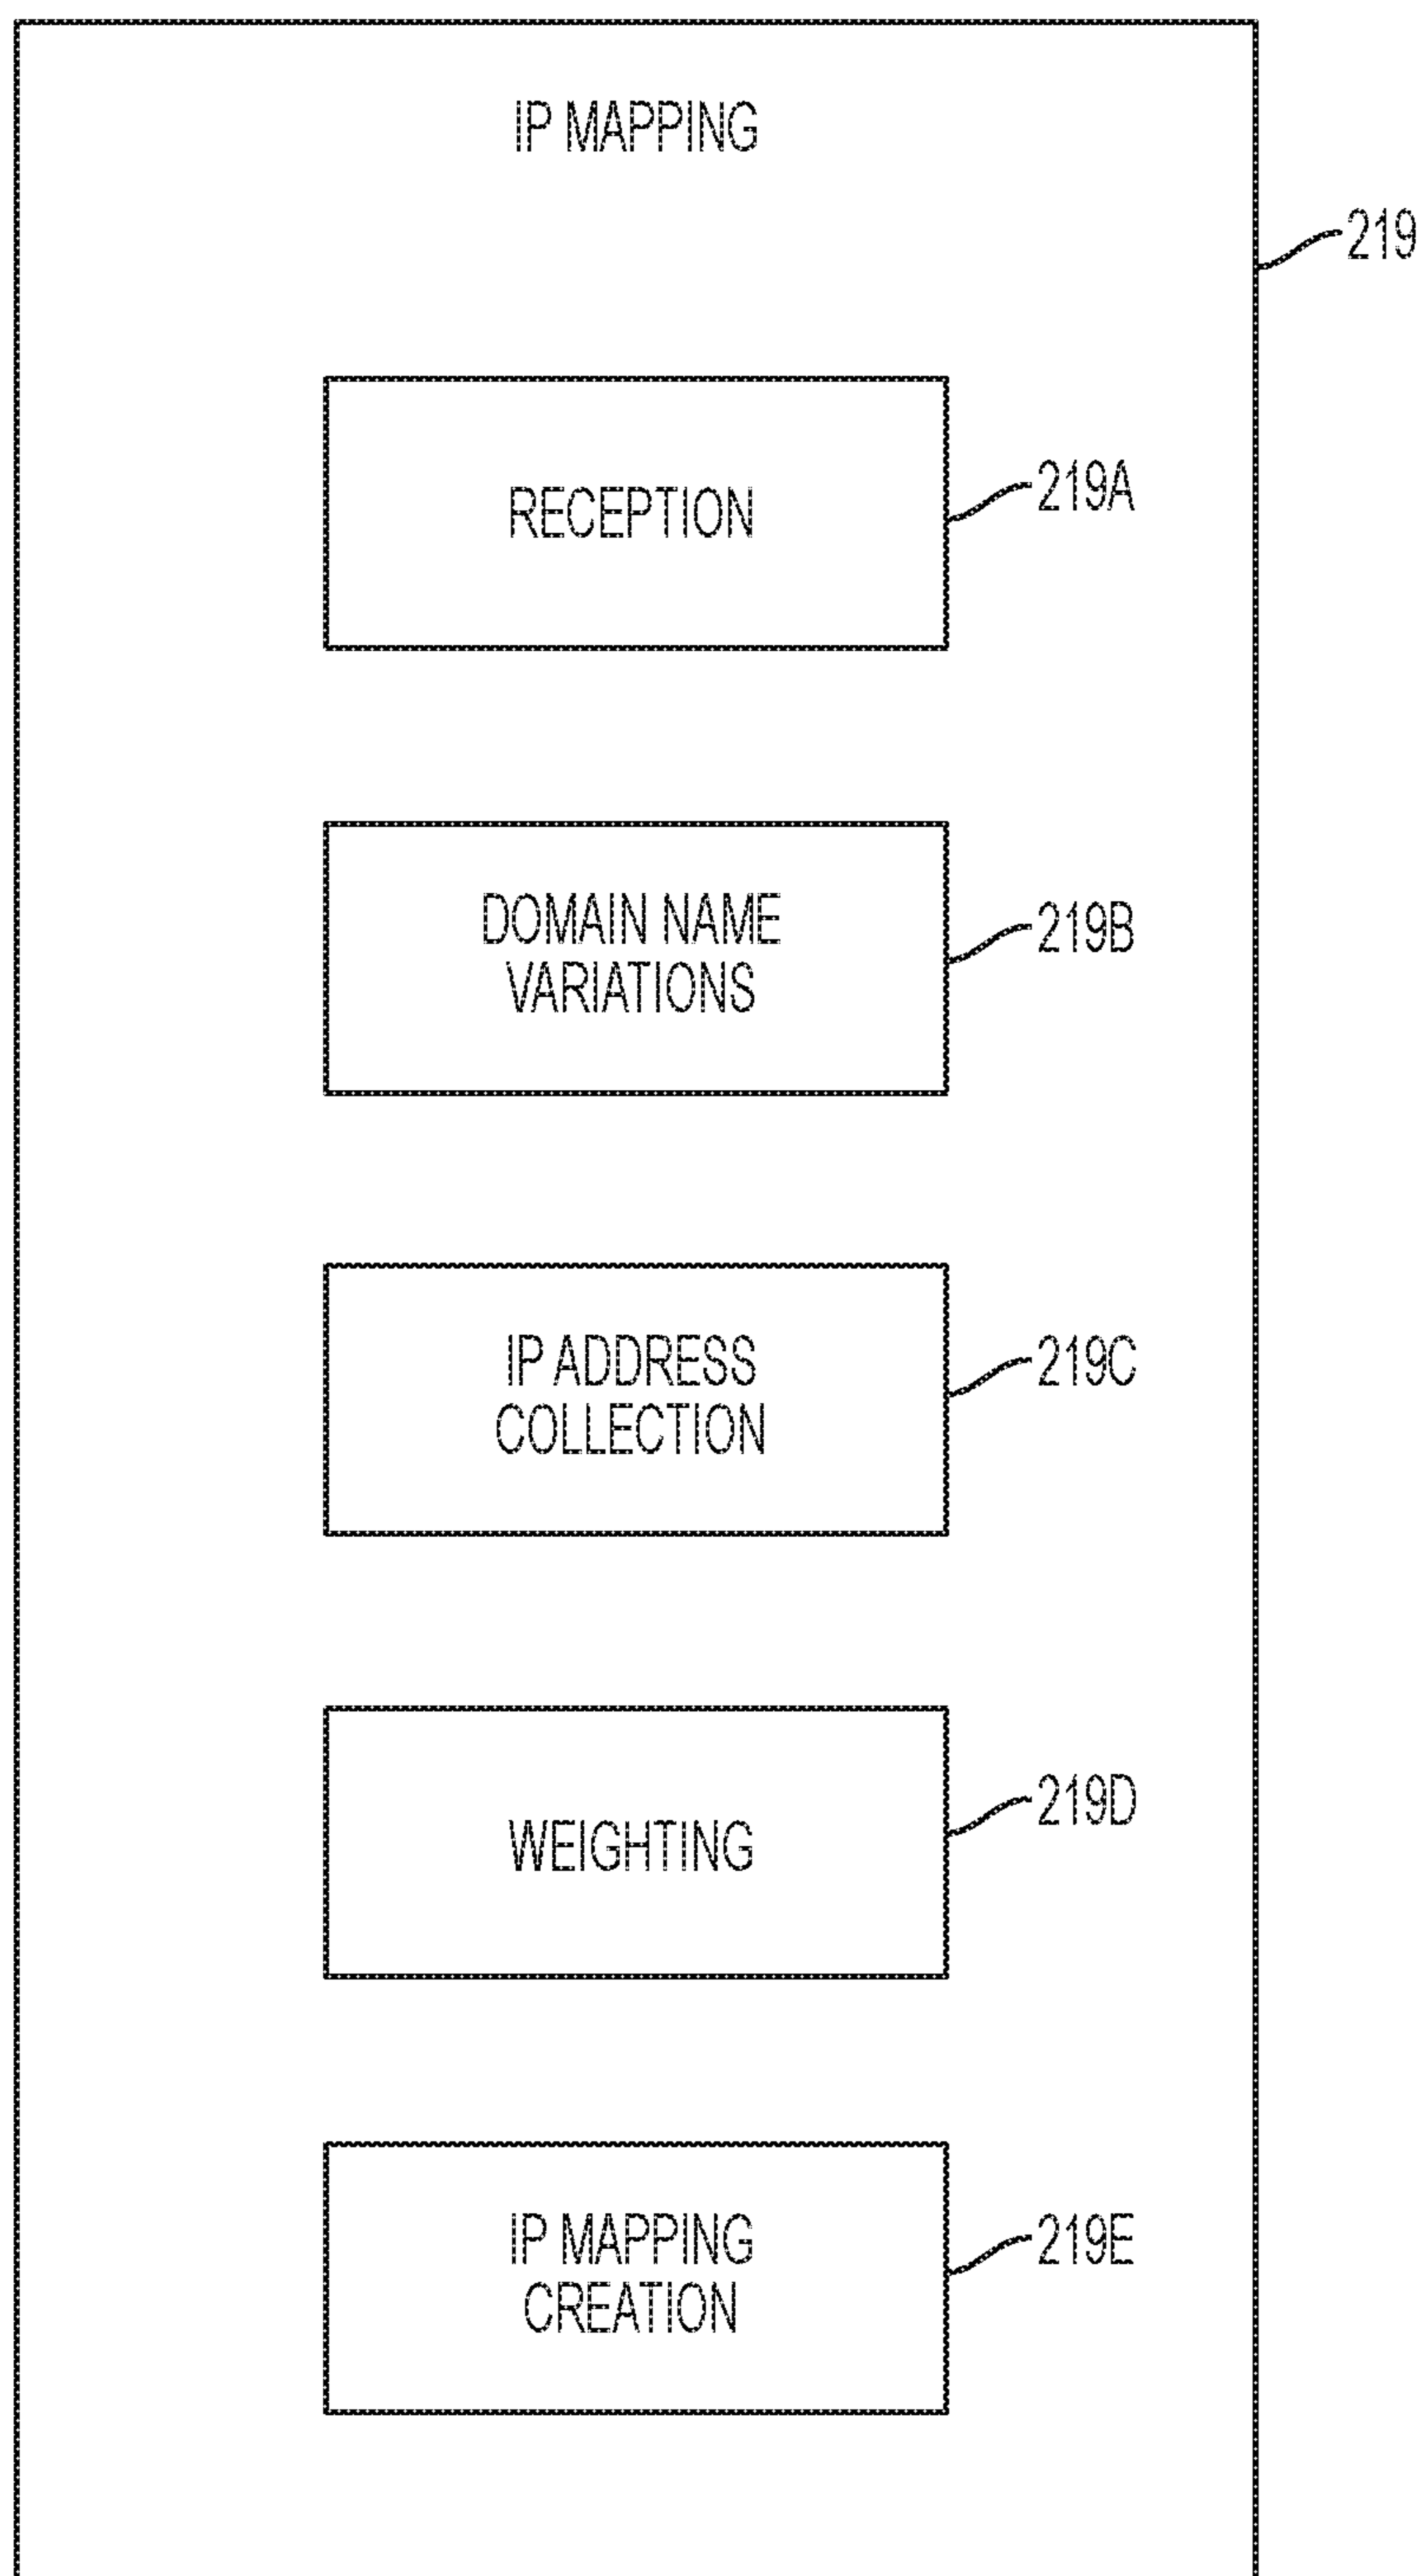 IP MAPPING
219
RECEPTION
219A
DOMAIN NAME
VARIATIONS
219B
IP ADDRESS
COLLECTION
219C
WEIGHTING
219D
IP MAPPING
CREATION
219E